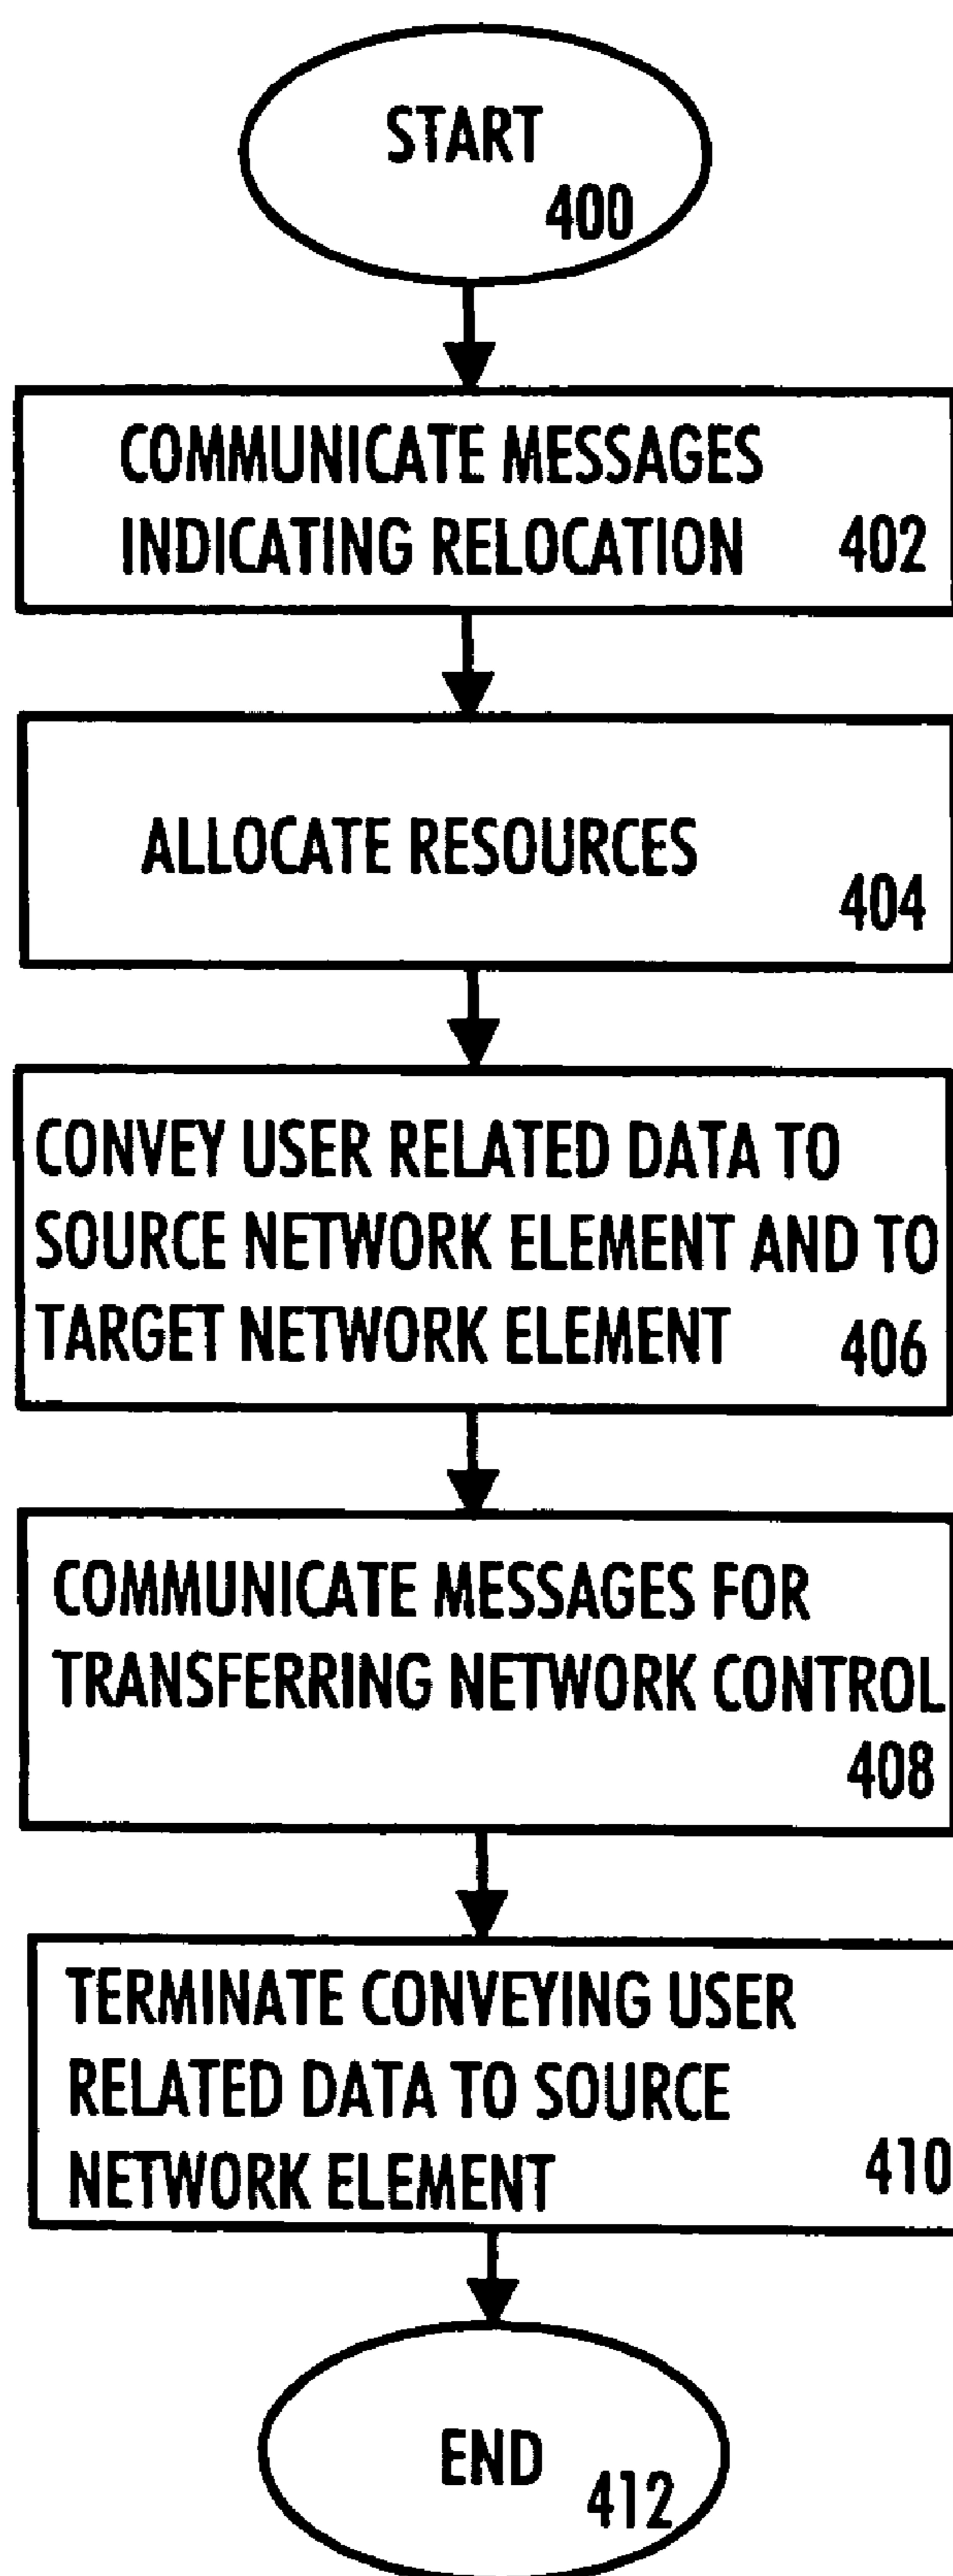 START
400
COMMUNICATE MESSAGES
INDICATING RELOCATION 402
ALLOCATE RESOURCES
404
CONVEY USER RELATED DATA TO
SOURCE NETWORK ELEMENT AND TO
TARGET NETWORK ELEMENT 406
COMMUNICATE MESSAGES FOR
TRANSFERRING NETWORK CONTROL
408
TERMINATE CONVEYING USER
RELATED DATA TO SOURCE
NETWORK ELEMENT 410
END
412